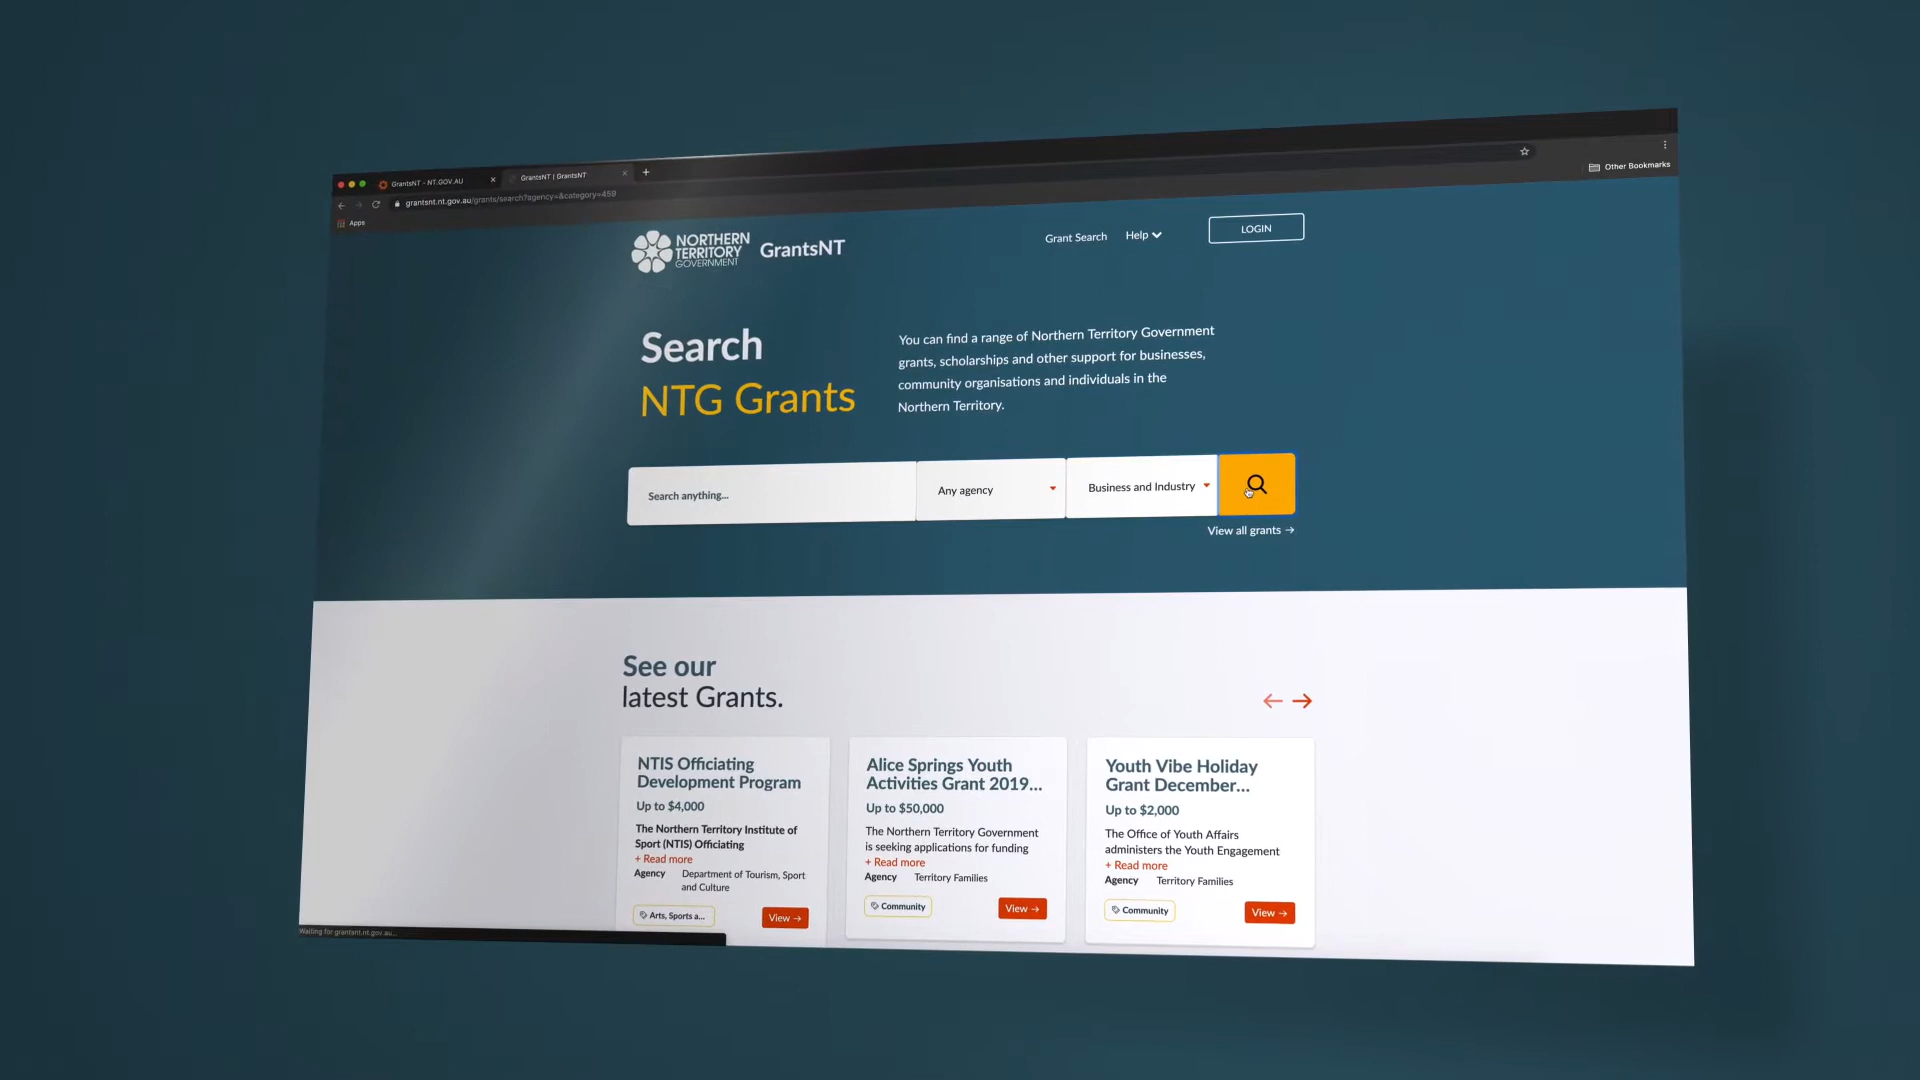 GrantsNT - NT.GOV.AU
GrantsNT | GrantsNT
grantsnt.nt.gov.au/grants/search?agency=&category=459
Other Bookmarks
Apps
NORTHERN
TERRITORY
GOVERNMENT
GrantsNT
Grant Search
Help
LOGIN
Search
NTG Grants
You can find a range of Northern Territory Government
grants, scholarships and other support for businesses,
community organisations and individuals in the
Northern Territory.
Search anything...
Any agency
Business and Industry
View all grants →
See our
latest Grants.
← →
NTIS Officiating
Development Program
Up to $4,000
The Northern Territory Institute of
Sport (NTIS) Officiating
+ Read more
Agency Department of Tourism, Sport
and Culture
Arts, Sports a...
View →
Alice Springs Youth
Activities Grant 2019...
Up to $50,000
The Northern Territory Government
is seeking applications for funding
+ Read more
Agency Territory Families
Community
View →
Youth Vibe Holiday
Grant December...
Up to $2,000
The Office of Youth Affairs
administers the Youth Engagement
+ Read more
Agency Territory Families
Community
View →
Waiting for grantsnt.nt.gov.au...